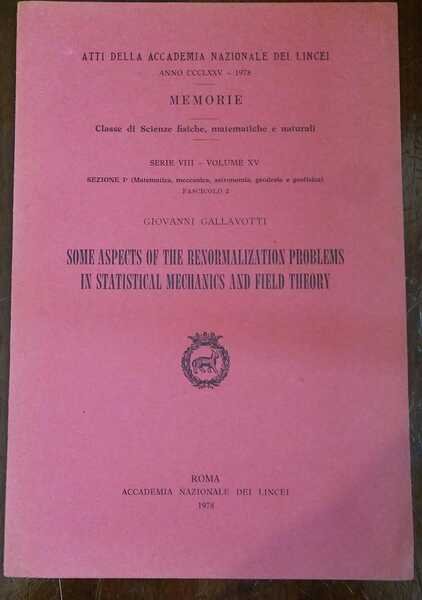 ATTI DELLA ACCADEMIA NAZIONALE DEI LINCEI
ANNO CCCLXXV - 1978
MEMORIE
Classe di Scienze fisiche, matematiche e naturali
SERIE VIII - VOLUME XV
SEZIONE Iª (Matematica, meccanica, astronomia, geodesia e geofisica)
FASCICOLO 2
GIOVANNI GALLAVOTTI
SOME ASPECTS OF THE RENORMALIZATION PROBLEMS
IN STATISTICAL MECHANICS AND FIELD THEORY
ROMA
ACCADEMIA NAZIONALE DEI LINCEI
1978